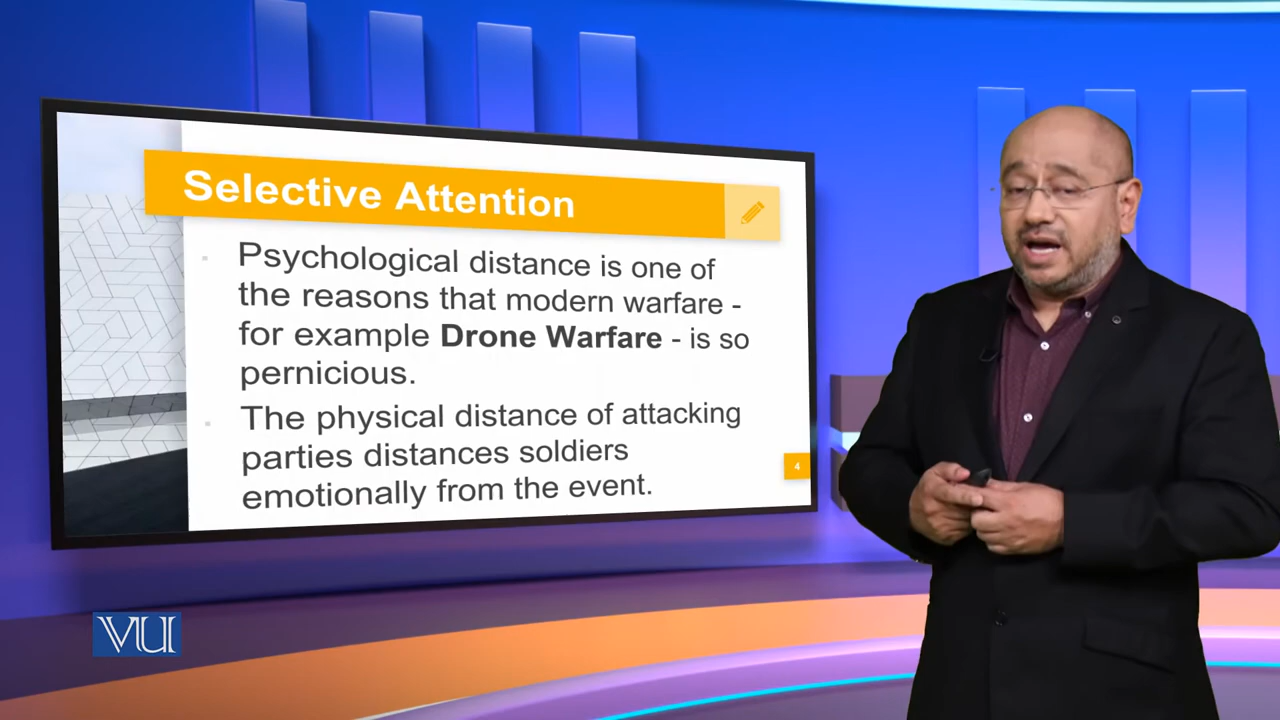 Selective Attention
Psychological distance is one of
the reasons that modern warfare -
for example Drone Warfare - is so
pernicious.
The physical distance of attacking
parties distances soldiers
emotionally from the event.
4
VU